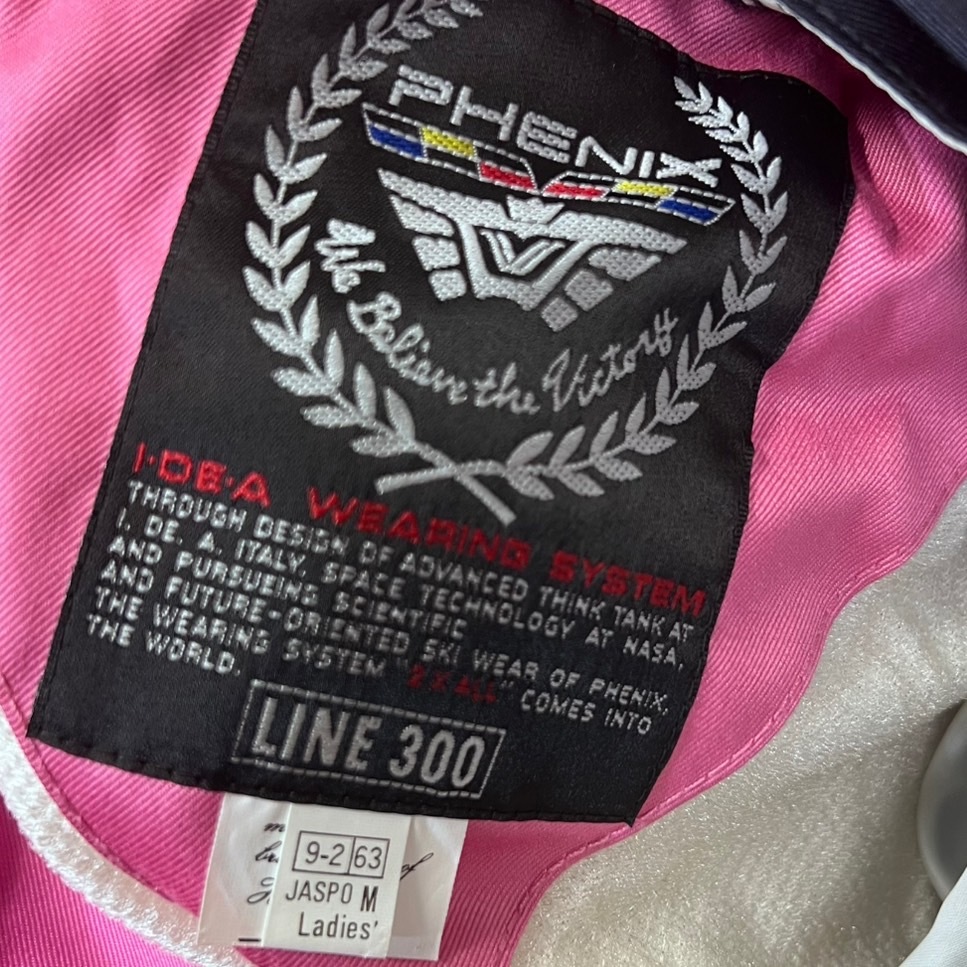 PHENIX
We Believe the Victory
I·DE·A WEARING SYSTEM
THROUGH DESIGN OF ADVANCED THINK TANK AT
I. DE. A. ITALY, SPACE TECHNOLOGY AT NASA,
AND PURSUEING SCIENTIFIC
AND FUTURE-ORIENTED SKI WEAR OF PHENIX,
THE WEARING SYSTEM " X ALL" COMES INTO
THE WORLD.
LINE 300
9-2 63
JASPO M
Ladies'
of